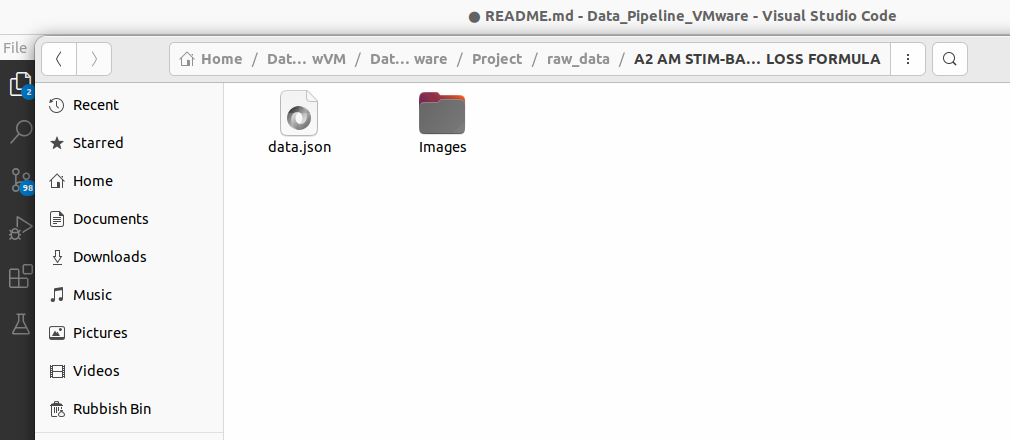 ● README.md - Data_Pipeline_VMware - Visual Studio Code
File
Home / Dat... wVM / Dat... ware / Project / raw_data / A2 AM STIM-BA... LOSS FORMULA
2
98
Recent
Starred
Home
Documents
Downloads
Music
Pictures
Videos
Rubbish Bin
data.json
Images